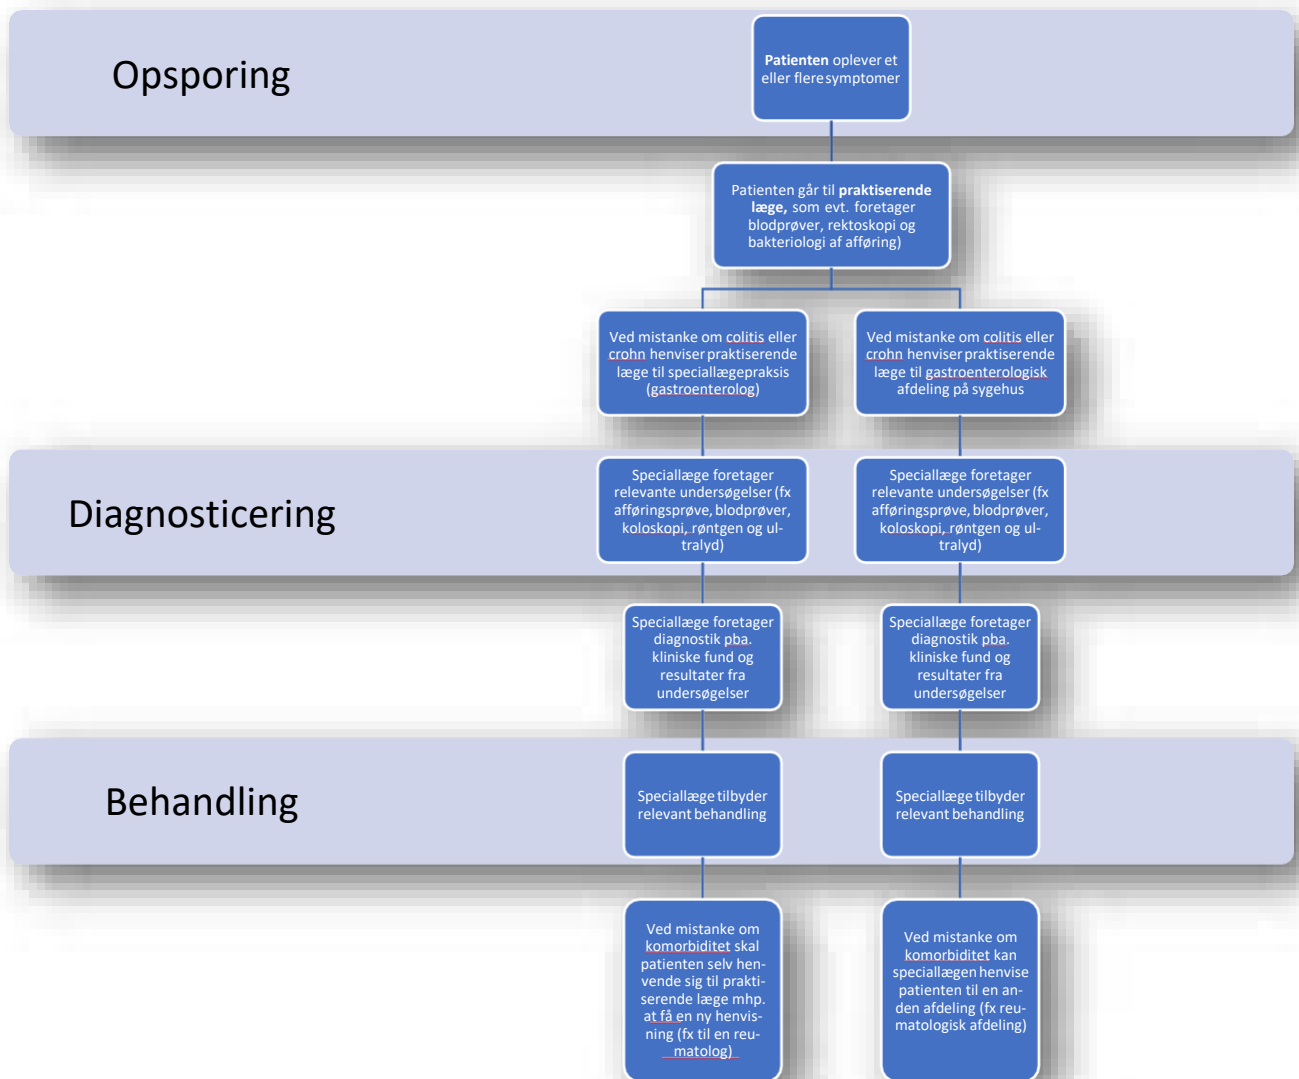 Opsporing
Patienten oplever et
eller flere symptomer
Patienten går til praktiserende
læge, som evt. foretager
blodprøver, rektoskopi og
bakteriologi af afføring)
Ved mistanke om colitis eller
crohn henviser praktiserende
læge til speciallægepraksis
(gastroenterolog)
Ved mistanke om colitis eller
crohn henviser praktiserende
læge til gastroenterologisk
afdeling på sygehus
Diagnosticering
Speciallæge foretager
relevante undersøgelser (fx
afføringsprøve, blodprøver,
koloskopi, røntgen og ul-
tralyd)
Speciallæge foretager
relevante undersøgelser (fx
afføringsprøve, blodprøver,
koloskopi, røntgen og ul-
tralyd)
Speciallæge foretager
diagnostik pba.
kliniske fund og
resultater fra
undersøgelser
Speciallæge foretager
diagnostik pba.
kliniske fund og
resultater fra
undersøgelser
Behandling
Speciallæge tilbyder
relevant behandling
Speciallæge tilbyder
relevant behandling
Ved mistanke om
komorbiditet skal
patienten selv hen-
vende sig til prakti-
serende læge mhp.
at få en ny henvis-
ning (fx til en reu-
matolog)
Ved mistanke om
komorbiditet kan
speciallægen henvise
patienten til en an-
den afdeling (fx reu-
matologisk afdeling)